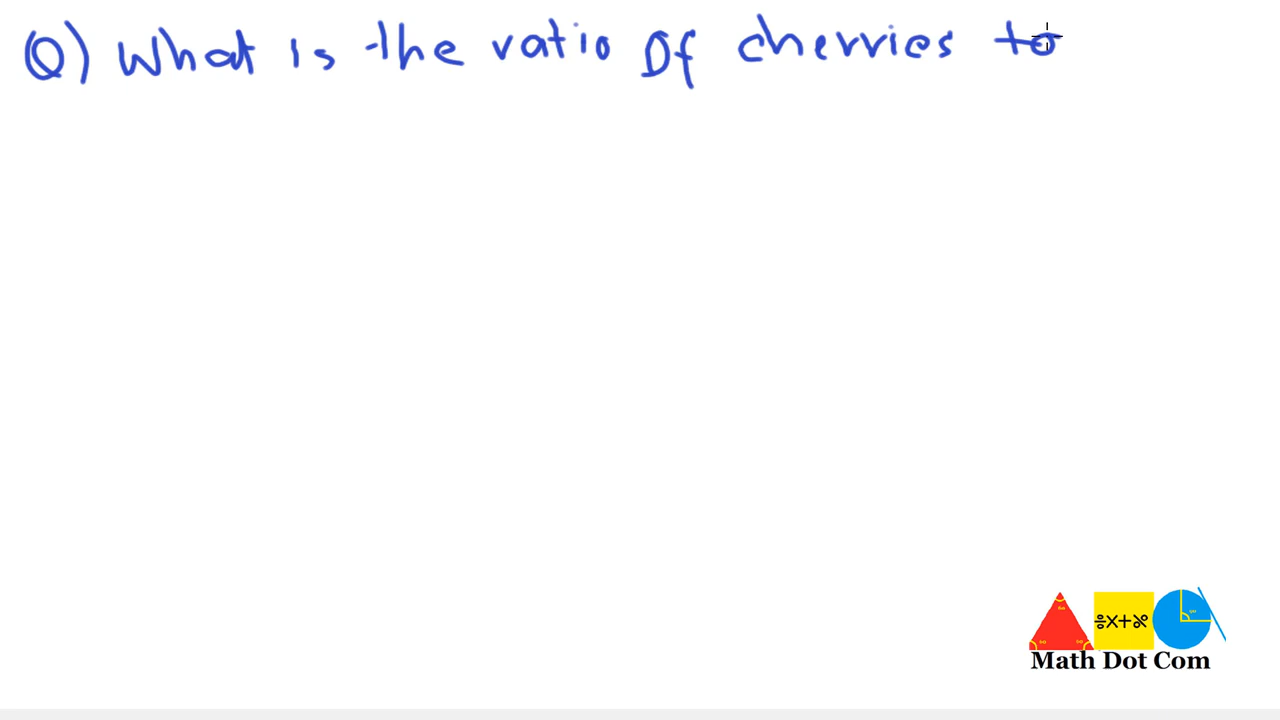 Q) What is the ratio Of cherries to
÷×+%
Math Dot Com